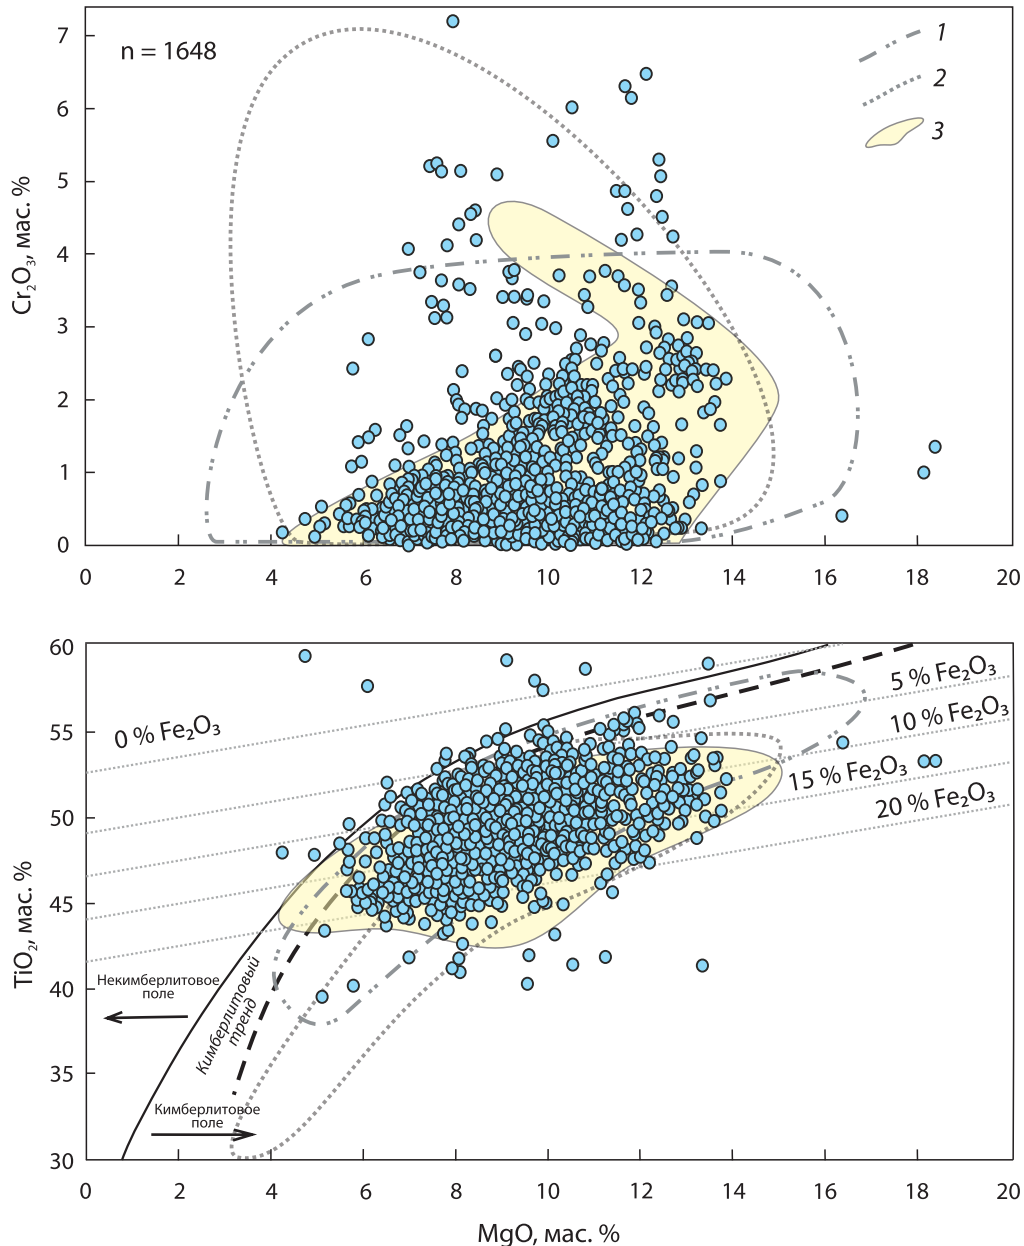 n = 1648
1
2
3
Cr₂O₃, мас. %
7
6
5
4
3
2
1
0
0 2 4 6 8 10 12 14 16 18 20
TiO₂, мас. %
60
55
50
45
40
35
30
0 % Fe₂O₃
5 % Fe₂O₃
10 % Fe₂O₃
15 % Fe₂O₃
20 % Fe₂O₃
Некимберлитовое
поле
Кимберлитовый
тренд
Кимберлитовое
поле
0 2 4 6 8 10 12 14 16 18 20
MgO, мас. %